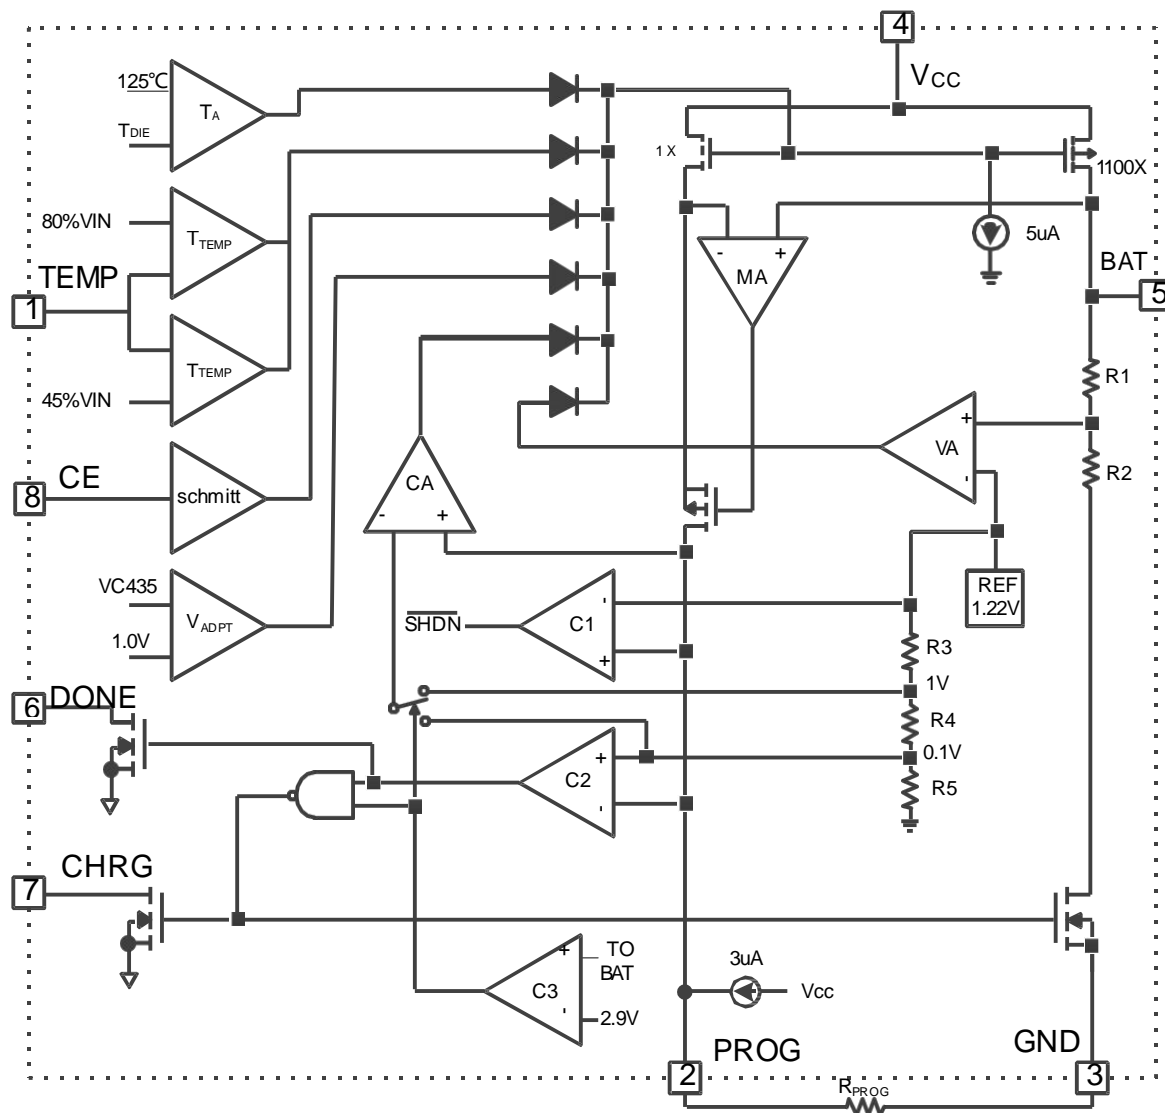 4
VCC
125℃
TA
TDIE
1X
1100X
80%VIN
TTEMP
5uA
TEMP
- MA +
BAT
1
5
TTEMP
R1
45%VIN
+
VA
-
R2
CE
CA
8
schmitt
- +
REF
1.22V
VC435
-
SHDN
C1
VADPT
+
1.0V
R3
DONE
1V
6
R4
+
0.1V
C2
R5
-
CHRG
7
+
TO
BAT
3uA
C3
Vcc
-
2.9V
PROG
GND
2
3
RPROG